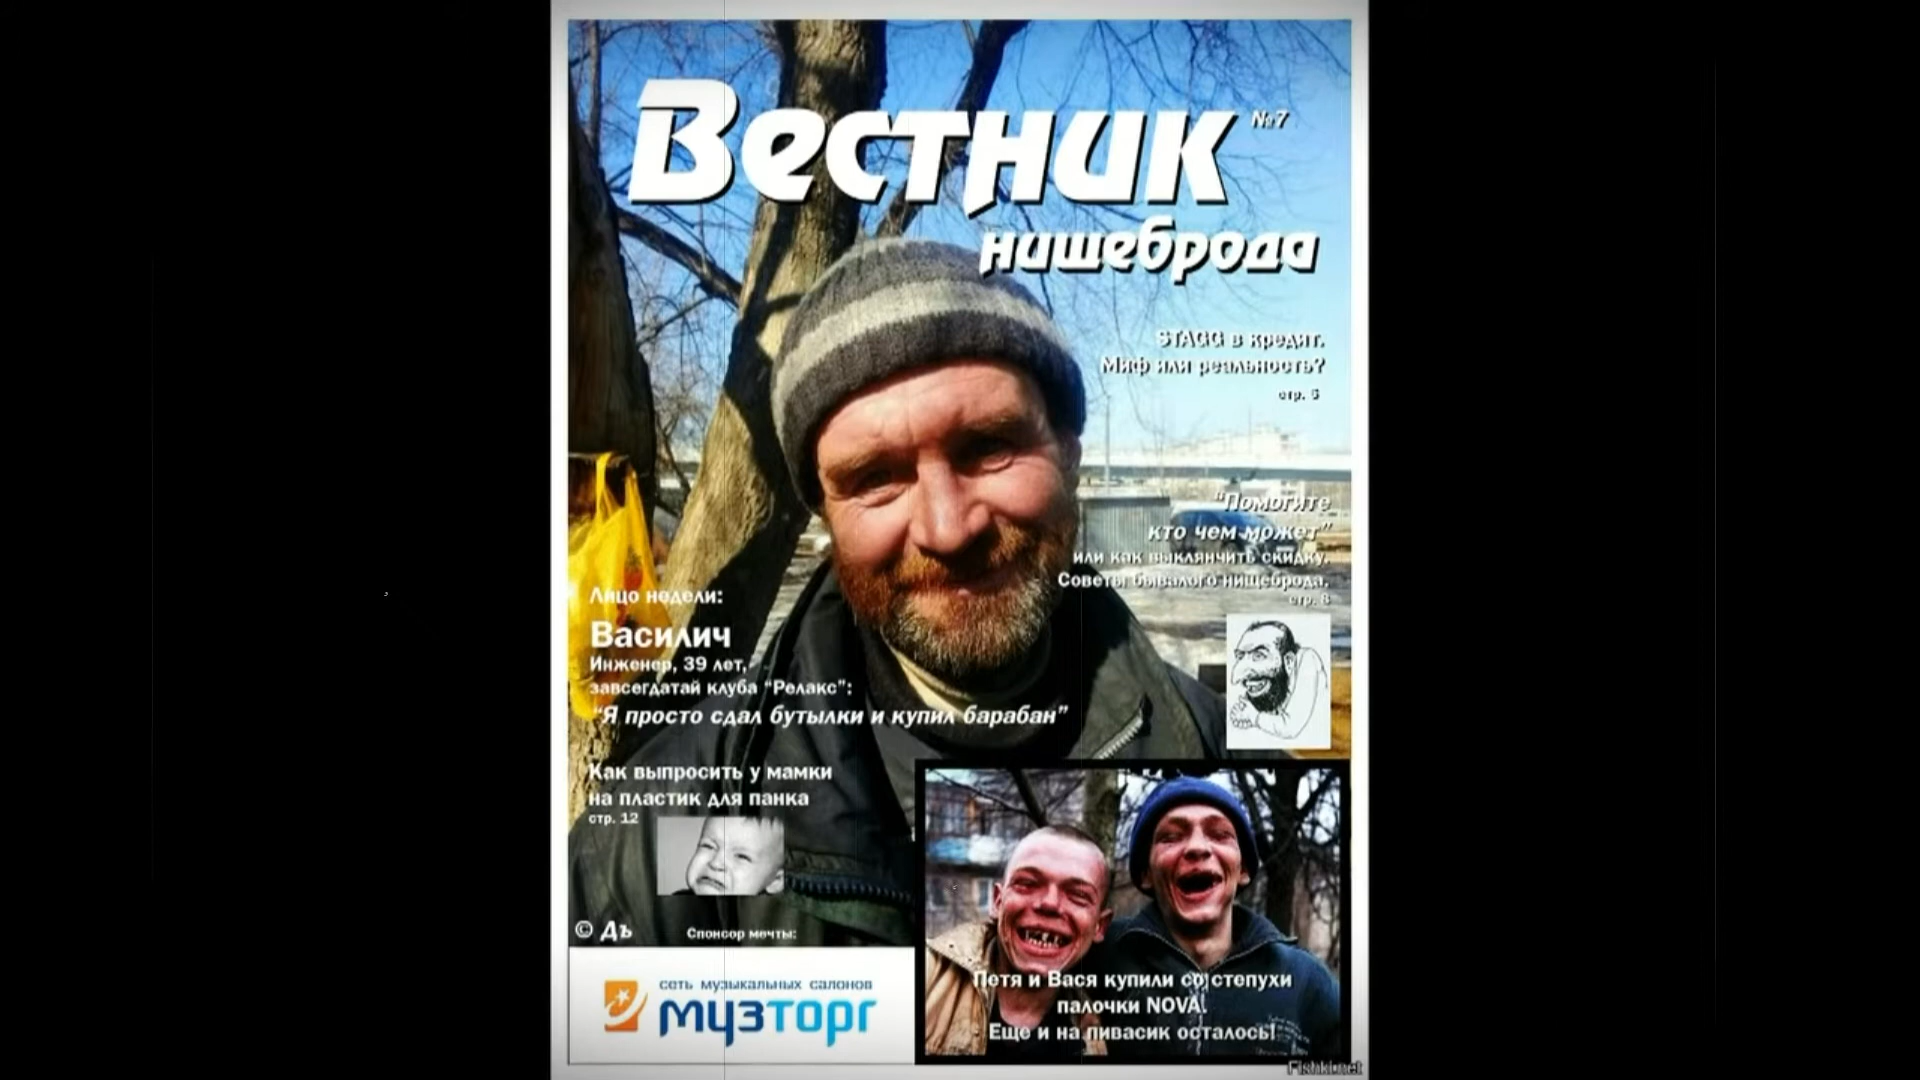 Вестник №7
нищеброда
STAGG в кредит.
Миф или реальность?
стр. 6
"Помогите
кто чем может"
или как выклянчить скидку.
Советы бывалого нищеброда.
стр. 8
Лицо недели:
Василич
Инженер, 39 лет,
завсегдатай клуба "Релакс":
"Я просто сдал бутылки и купил барабан"
Как выпросить у мамки
на пластик для панка
стр. 12
© Дъ
Спонсор мечты:
сеть музыкальных салонов
музторг
Петя и Вася купили со степухи
палочки NOVA.
Еще и на пивасик осталось!
Fishki.net